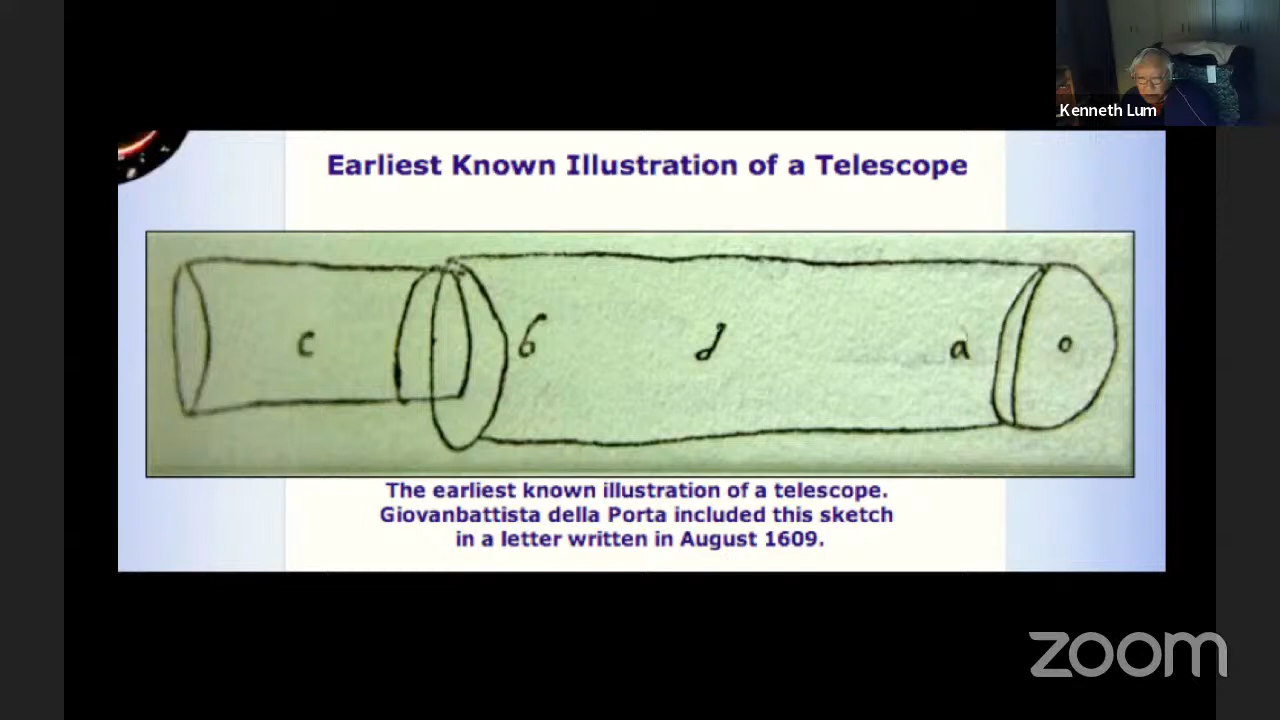 Kenneth Lum
Earliest Known Illustration of a Telescope
c 6 d a o
The earliest known illustration of a telescope.
Giovanbattista della Porta included this sketch
in a letter written in August 1609.
zoom